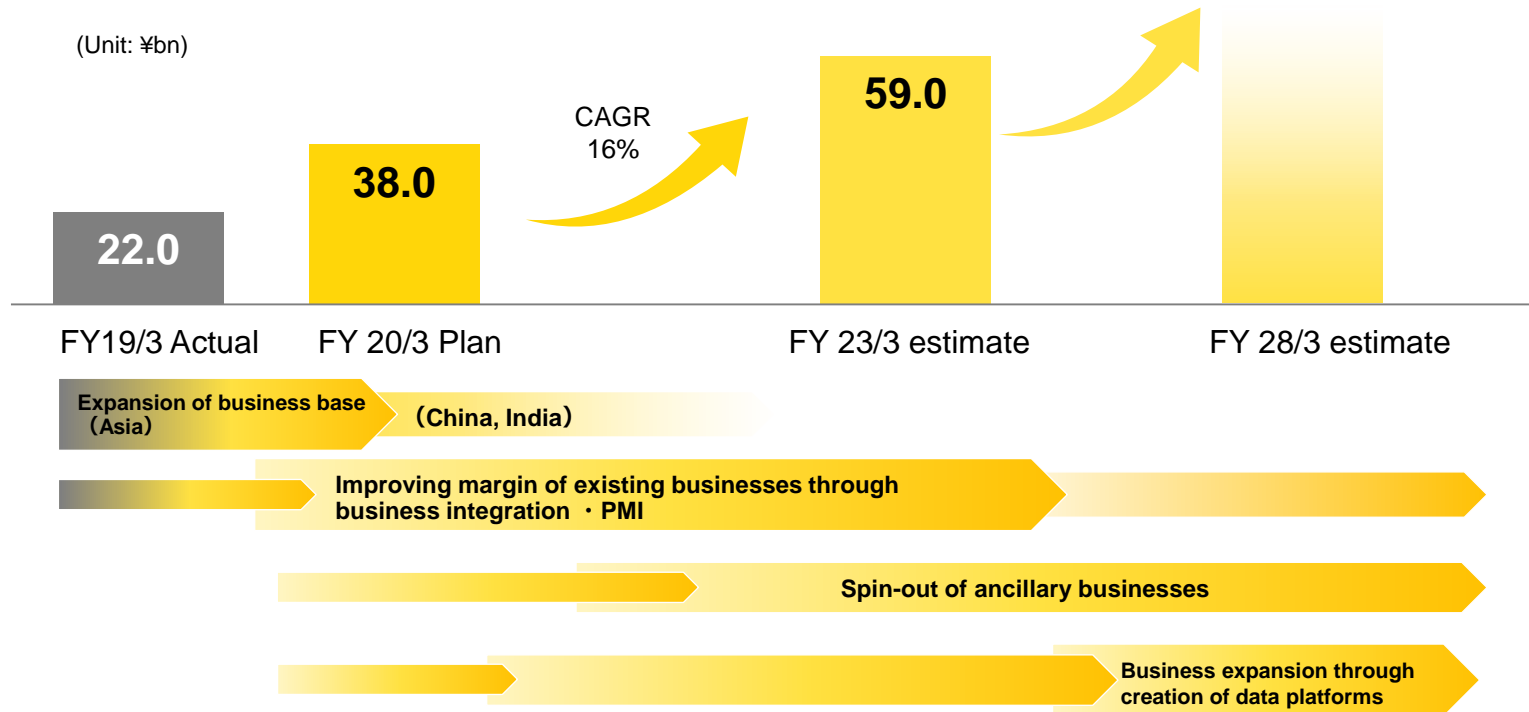 (Unit: ¥bn)
CAGR
16%
22.0
38.0
59.0
FY19/3 Actual
FY 20/3 Plan
FY 23/3 estimate
FY 28/3 estimate
Expansion of business base
（Asia）
（China, India）
Improving margin of existing businesses through
business integration ・PMI
Spin-out of ancillary businesses
Business expansion through
creation of data platforms